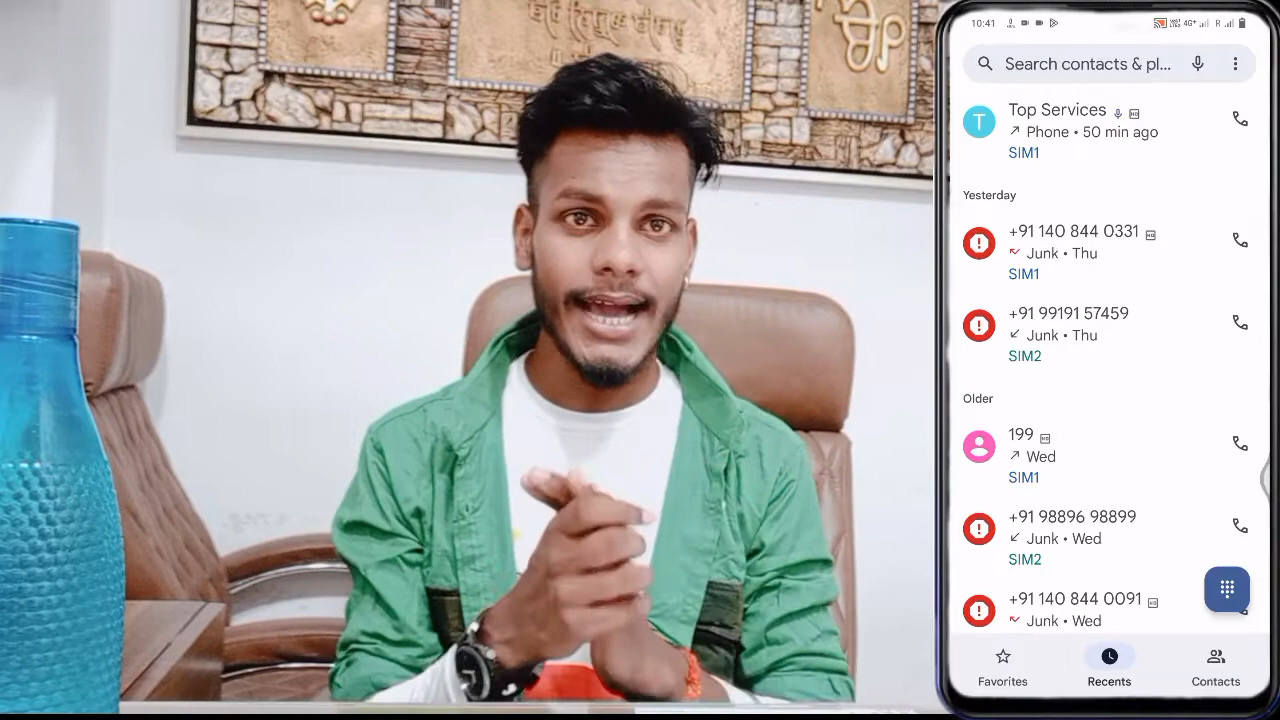 10:41
4G+
R
Search contacts & pl...
T
Top Services
Phone • 50 min ago
SIM1
Yesterday
+91 140 844 0331
Junk • Thu
SIM1
+91 99191 57459
Junk • Thu
SIM2
Older
199
Wed
SIM1
+91 98896 98899
Junk • Wed
SIM2
+91 140 844 0091
Junk • Wed
Favorites
Recents
Contacts